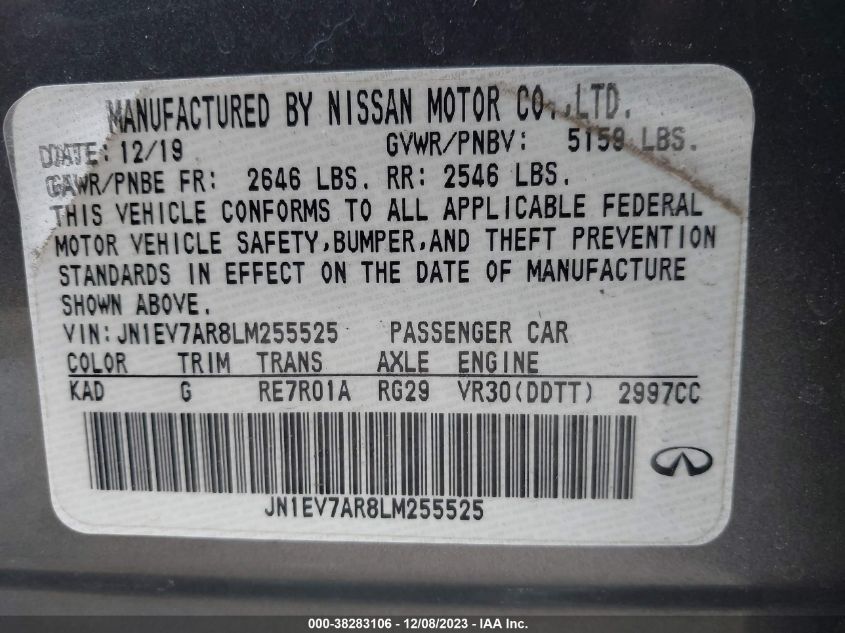 MANUFACTURED BY NISSAN MOTOR CO.,LTD.
DATE: 12/19 GVWR/PNBV: 5159 LBS.
GAWR/PNBE FR: 2646 LBS. RR: 2546 LBS.
THIS VEHICLE CONFORMS TO ALL APPLICABLE FEDERAL
MOTOR VEHICLE SAFETY,BUMPER,AND THEFT PREVENTION
STANDARDS IN EFFECT ON THE DATE OF MANUFACTURE
SHOWN ABOVE.
VIN:JN1EV7AR8LM255525 PASSENGER CAR
COLOR TRIM TRANS AXLE ENGINE
KAD G RE7R01A RG29 VR30(DDTT) 2997CC
JN1EV7AR8LM255525
000-38283106 - 12/08/2023 - IAA Inc.